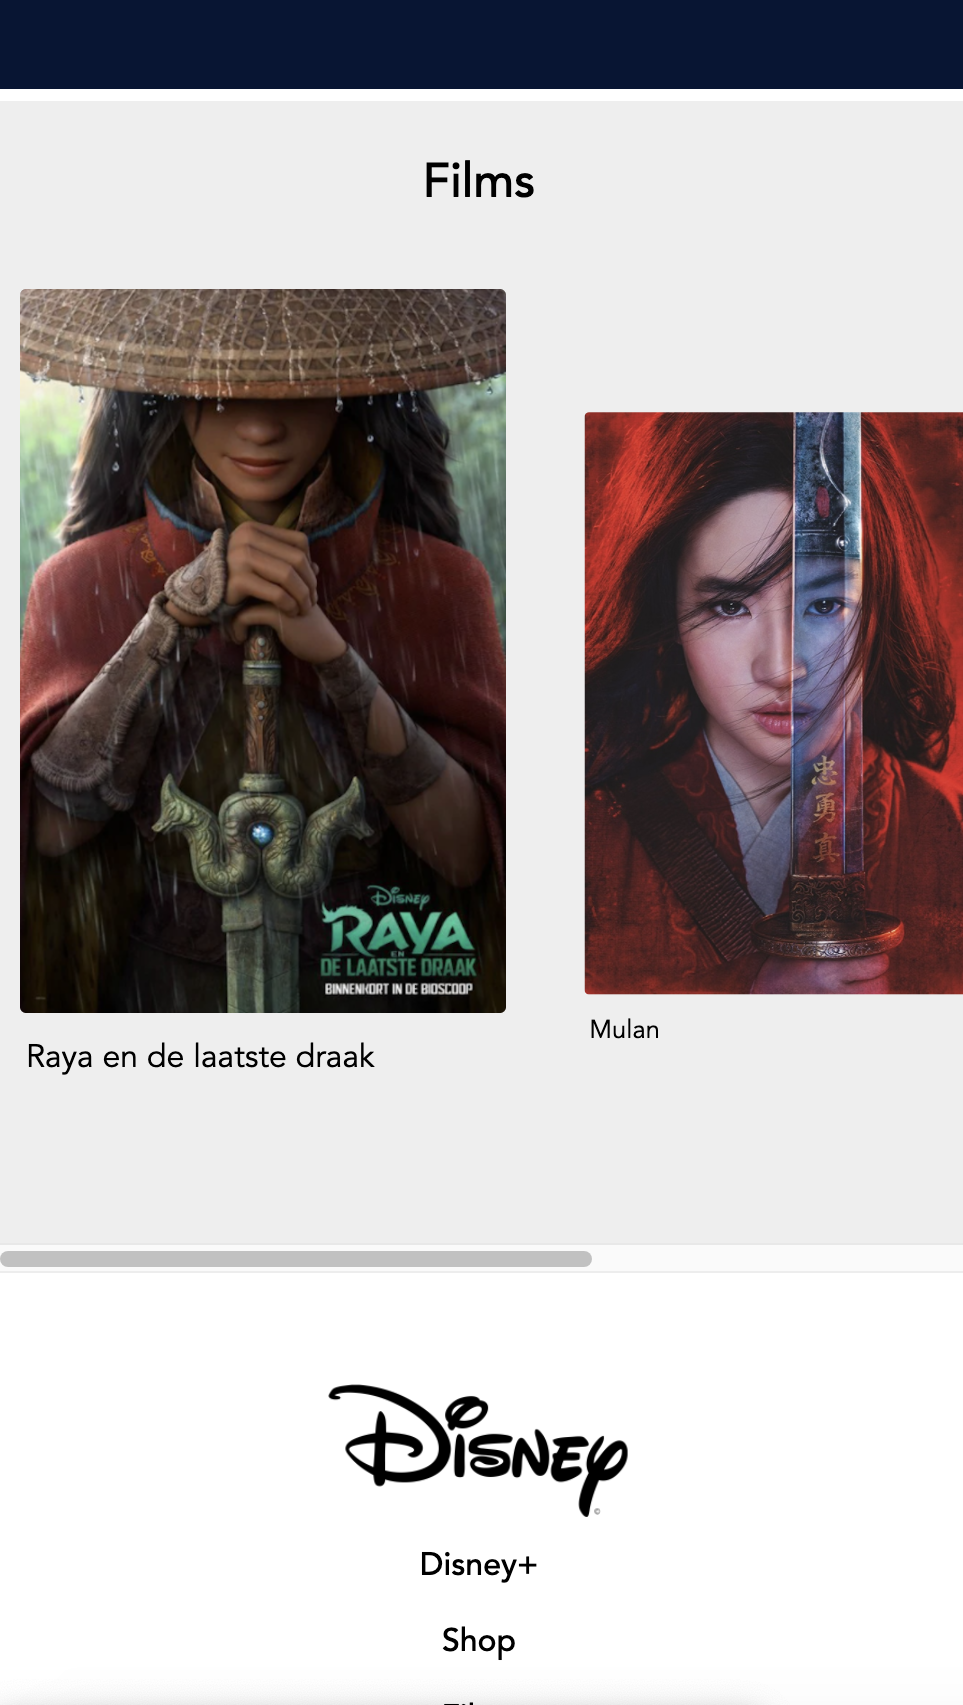 Films
Disney
RAYA
EN
DE LAATSTE DRAAK
BINNENKORT IN DE BIOSCOOP
忠
勇
真
Raya en de laatste draak
Mulan
Disney
©
Disney+
Shop